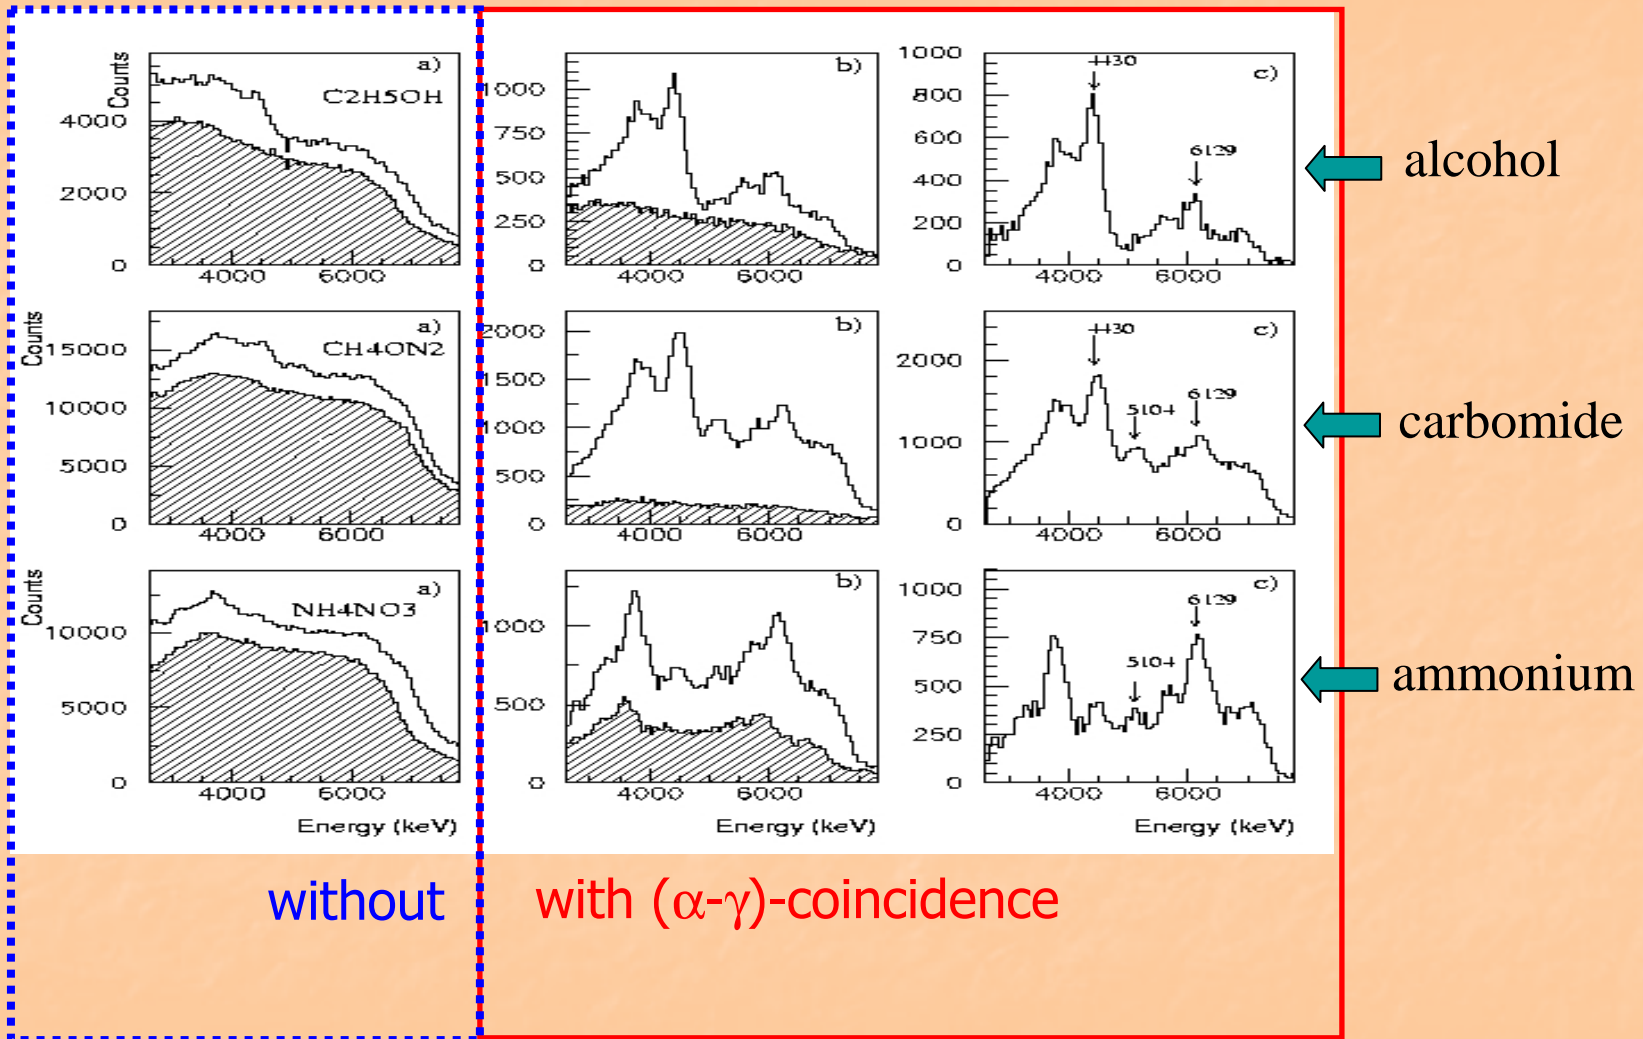 Counts
a)
C2H5OH
4000
2000
0
4000 6000
b)
1000
750
500
250
0
4000 6000
c)
4430
6129
1000
800
600
400
200
0
4000 6000
alcohol
Counts
a)
CH4ON2
15000
10000
5000
0
4000 6000
b)
2000
1500
1000
500
0
4000 6000
c)
4430
5104
6129
2000
1000
0
4000 6000
carbomide
Counts
a)
NH4NO3
10000
5000
0
4000 6000
Energy (keV)
b)
1000
500
0
4000 6000
Energy (keV)
c)
6129
5104
1000
750
500
250
0
4000 6000
Energy (keV)
ammonium
without
with (α-γ)-coincidence